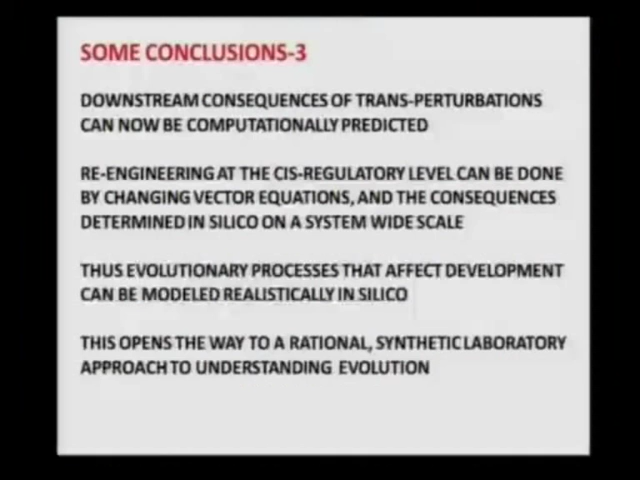 SOME CONCLUSIONS-3
DOWNSTREAM CONSEQUENCES OF TRANS-PERTURBATIONS
CAN NOW BE COMPUTATIONALLY PREDICTED
RE-ENGINEERING AT THE CIS-REGULATORY LEVEL CAN BE DONE
BY CHANGING VECTOR EQUATIONS, AND THE CONSEQUENCES
DETERMINED IN SILICO ON A SYSTEM WIDE SCALE
THUS EVOLUTIONARY PROCESSES THAT AFFECT DEVELOPMENT
CAN BE MODELED REALISTICALLY IN SILICO
THIS OPENS THE WAY TO A RATIONAL, SYNTHETIC LABORATORY
APPROACH TO UNDERSTANDING EVOLUTION